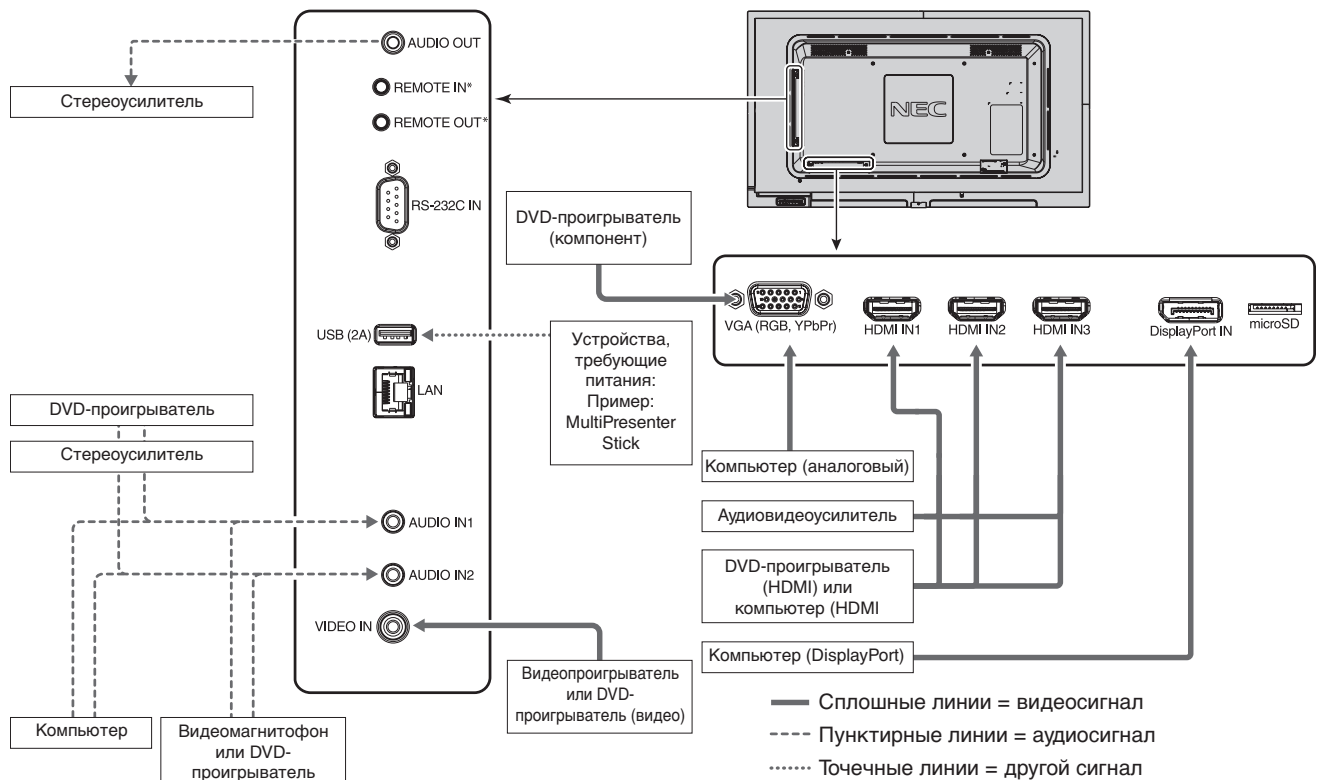 AUDIO OUT
REMOTE IN*
REMOTE OUT*
RS-232C IN
USB (2A)
LAN
AUDIO IN1
AUDIO IN2
VIDEO IN
Стереоусилитель
DVD-проигрыватель
Стереоусилитель
Компьютер
Видеомагнитофон
или DVD-
проигрыватель
NEC
DVD-проигрыватель
(компонент)
Устройства,
требующие
питания:
Пример:
MultiPresenter
Stick
Видеопроигрыватель
или DVD-
проигрыватель (видео)
VGA (RGB, YPbPr)
HDMI IN1
HDMI IN2
HDMI IN3
DisplayPort IN
microSD
Компьютер (аналоговый)
Аудиовидеоусилитель
DVD-проигрыватель
(HDMI) или
компьютер (HDMI
Компьютер (DisplayPort)
Сплошные линии = видеосигнал
Пунктирные линии = аудиосигнал
Точечные линии = другой сигнал